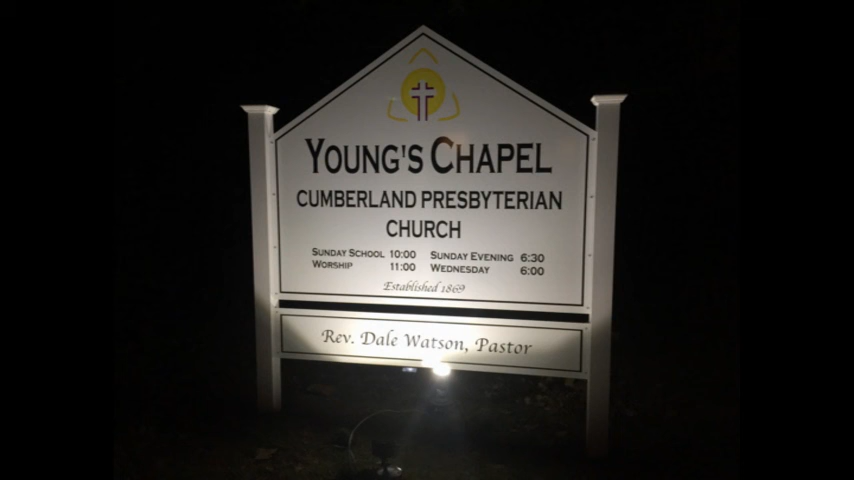 YOUNG'S CHAPEL
CUMBERLAND PRESBYTERIAN
CHURCH
SUNDAY SCHOOL 10:00 SUNDAY EVENING 6:30
WORSHIP 11:00 WEDNESDAY 6:00
Established 1869
Rev. Dale Watson, Pastor